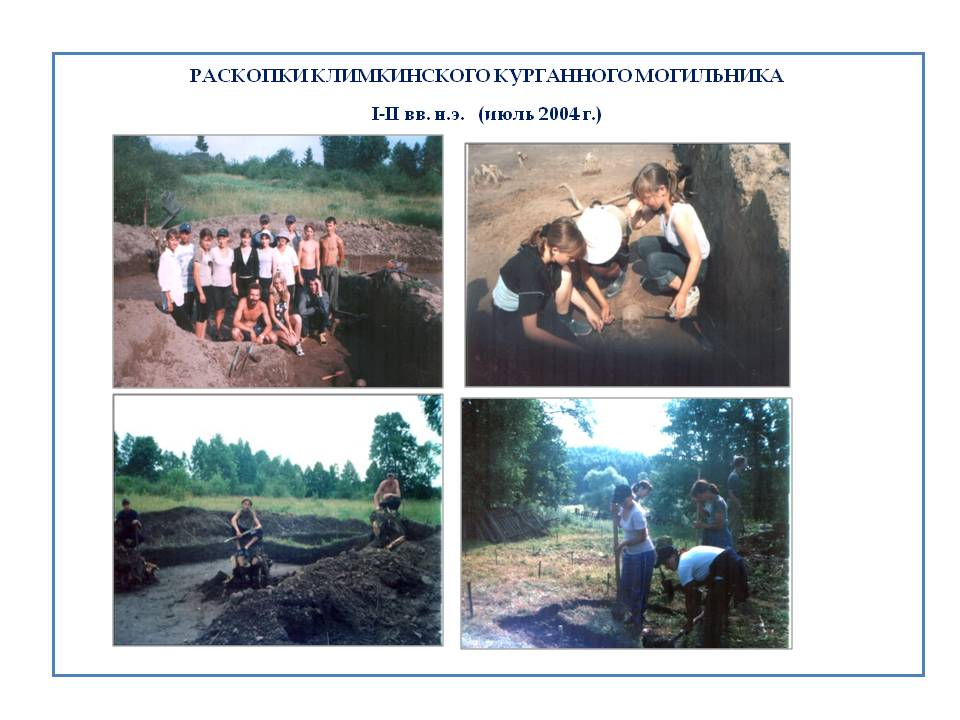 РАСКОПКИ КЛИМКИНСКОГО КУРГАННОГО МОГИЛЬНИКА
I-II вв. н.э. (июль 2004 г.)